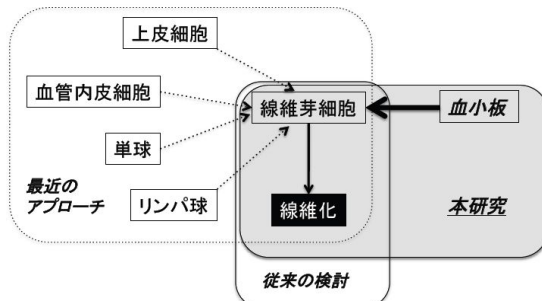 上皮細胞
血管内皮細胞
線維芽細胞
血小板
単球
最近の
アプローチ
リンパ球
線維化
本研究
従来の検討